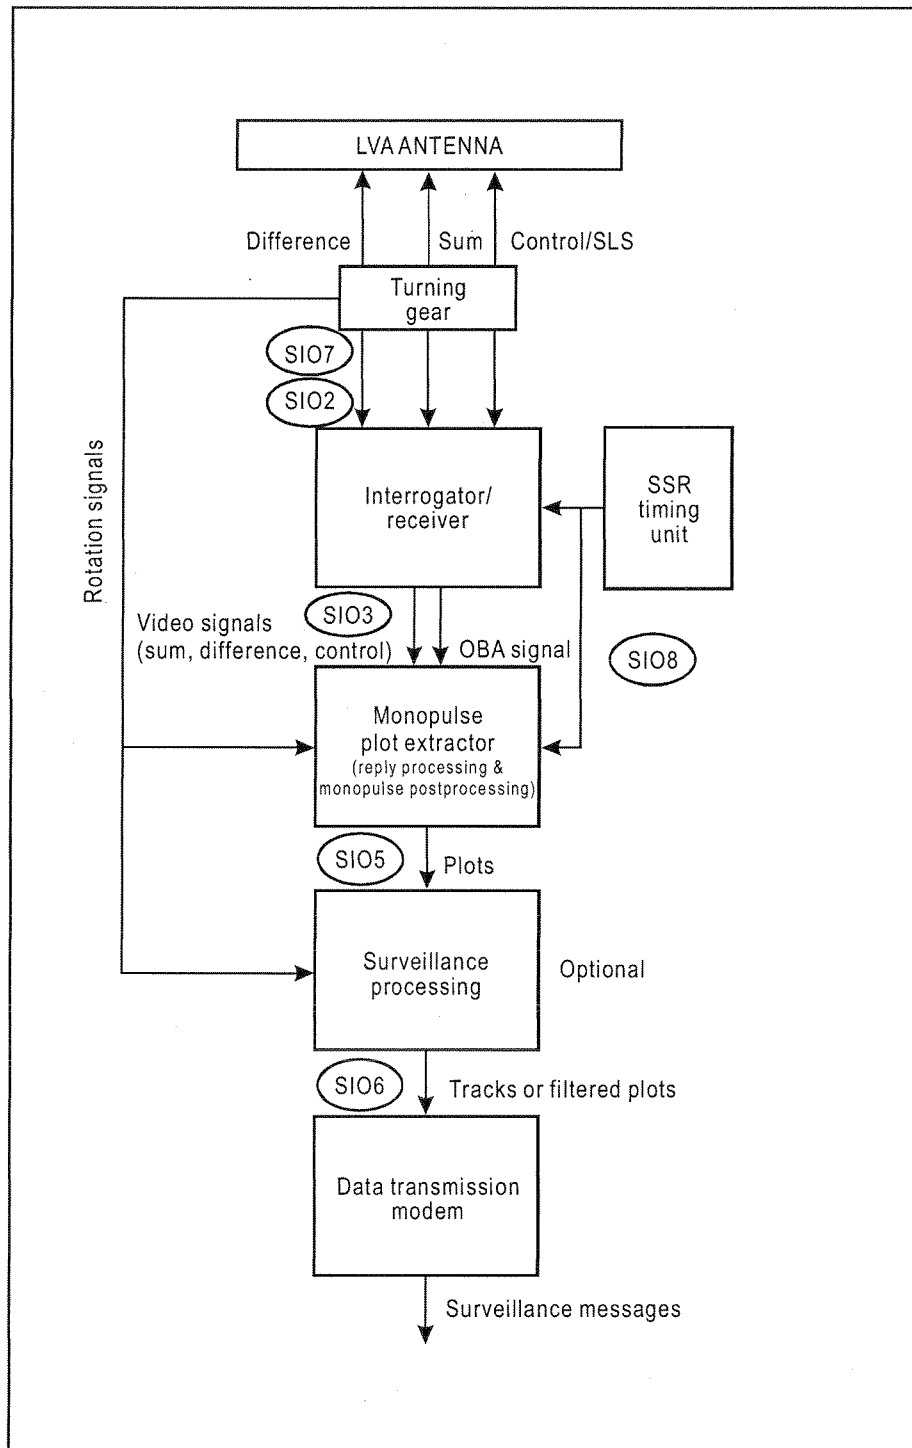 LVA ANTENNA
Difference
Sum
Control/SLS
Turning
gear
SIO7
SIO2
Rotation signals
Interrogator/
receiver
SSR
timing
unit
SIO3
Video signals
(sum, difference, control)
OBA signal
SIO8
Monopulse
plot extractor
(reply processing &
monopulse postprocessing)
SIO5
Plots
Surveillance
processing
Optional
SIO6
Tracks or filtered plots
Data transmission
modem
Surveillance messages